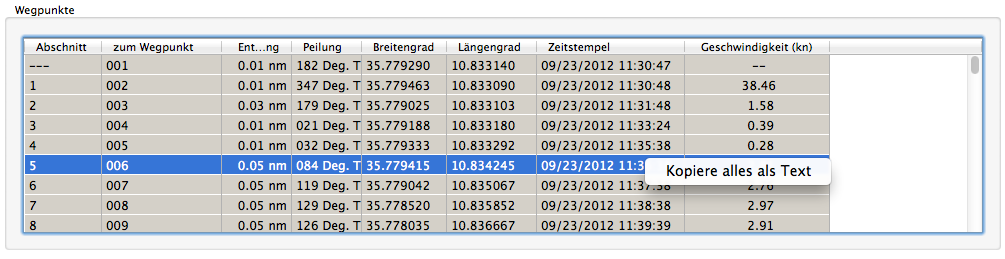 Wegpunkte
Abschnitt zum Wegpunkt Ent...ng Peilung Breitengrad Längengrad Zeitstempel Geschwindigkeit (kn)
--- 001 0.01 nm 182 Deg. T 35.779290 10.833140 09/23/2012 11:30:47 --
1 002 0.01 nm 347 Deg. T 35.779463 10.833090 09/23/2012 11:30:48 38.46
2 003 0.03 nm 179 Deg. T 35.779025 10.833103 09/23/2012 11:31:48 1.58
3 004 0.01 nm 021 Deg. T 35.779188 10.833180 09/23/2012 11:33:24 0.39
4 005 0.01 nm 032 Deg. T 35.779333 10.833292 09/23/2012 11:35:38 0.28
5 006 0.05 nm 084 Deg. T 35.779415 10.834245 09/23/2012 11:3
Kopiere alles als Text
6 007 0.05 nm 119 Deg. T 35.779042 10.835067 09/23/2012 11:37:38 2.76
7 008 0.05 nm 129 Deg. T 35.778520 10.835852 09/23/2012 11:38:38 2.97
8 009 0.05 nm 126 Deg. T 35.778035 10.836667 09/23/2012 11:39:39 2.91